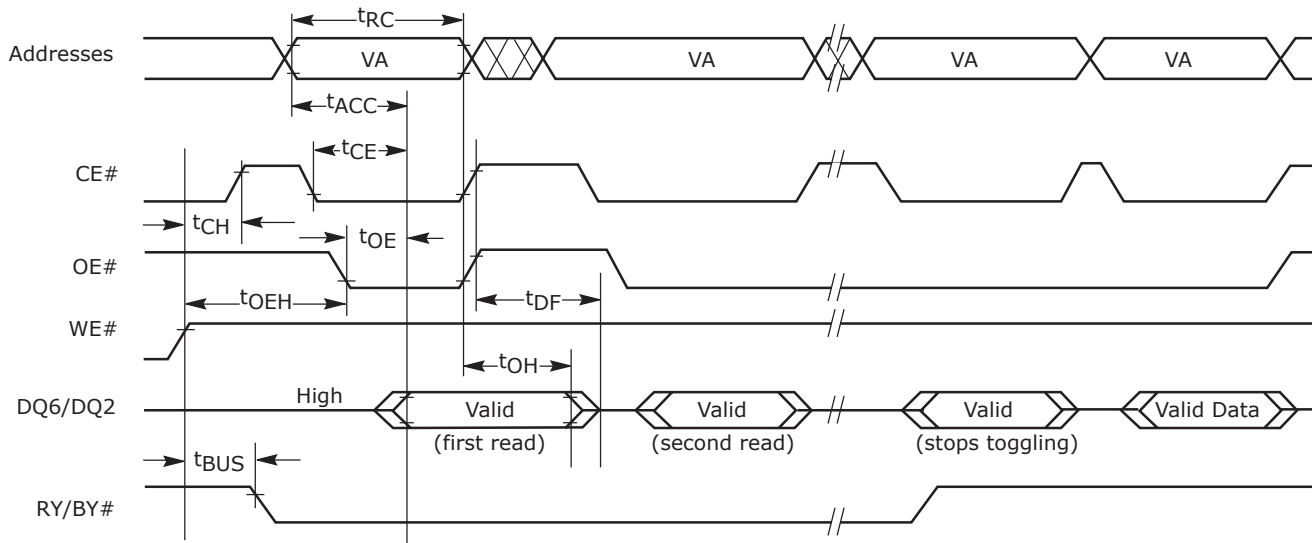 tRC
Addresses VA VA VA VA
tACC
tCE
CE#
tCH tOE
OE#
tOEH tDF
WE#
tOH
High
DQ6/DQ2 Valid Valid Valid Valid Data
(first read) (second read) (stops toggling)
tBUS
RY/BY#